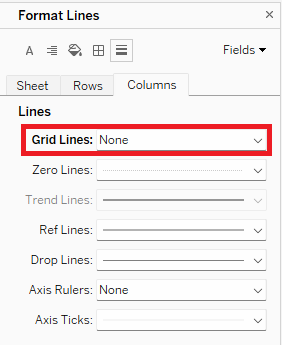 Format Lines
A
Fields
Sheet
Rows
Columns
Lines
Grid Lines: None
Zero Lines:
Trend Lines:
Ref Lines:
Drop Lines:
Axis Rulers: None
Axis Ticks: